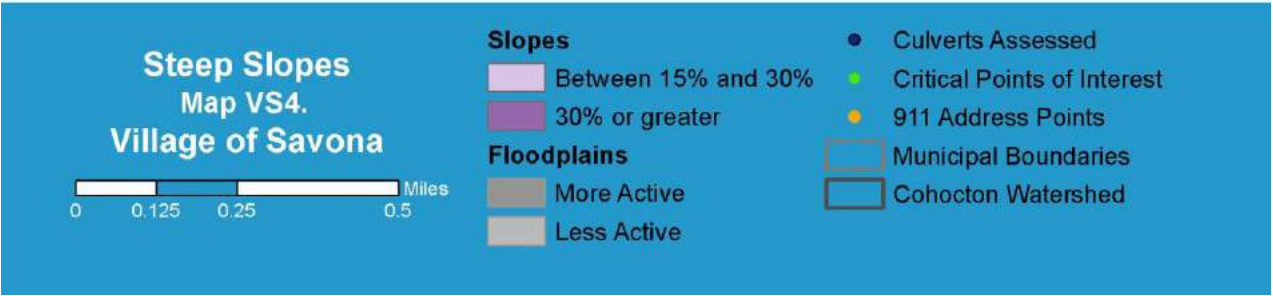 Steep Slopes
Map VS4.
Village of Savona
Miles
0 0.125 0.25 0.5
Slopes
Between 15% and 30%
30% or greater
Floodplains
More Active
Less Active
Culverts Assessed
Critical Points of Interest
911 Address Points
Municipal Boundaries
Cohocton Watershed